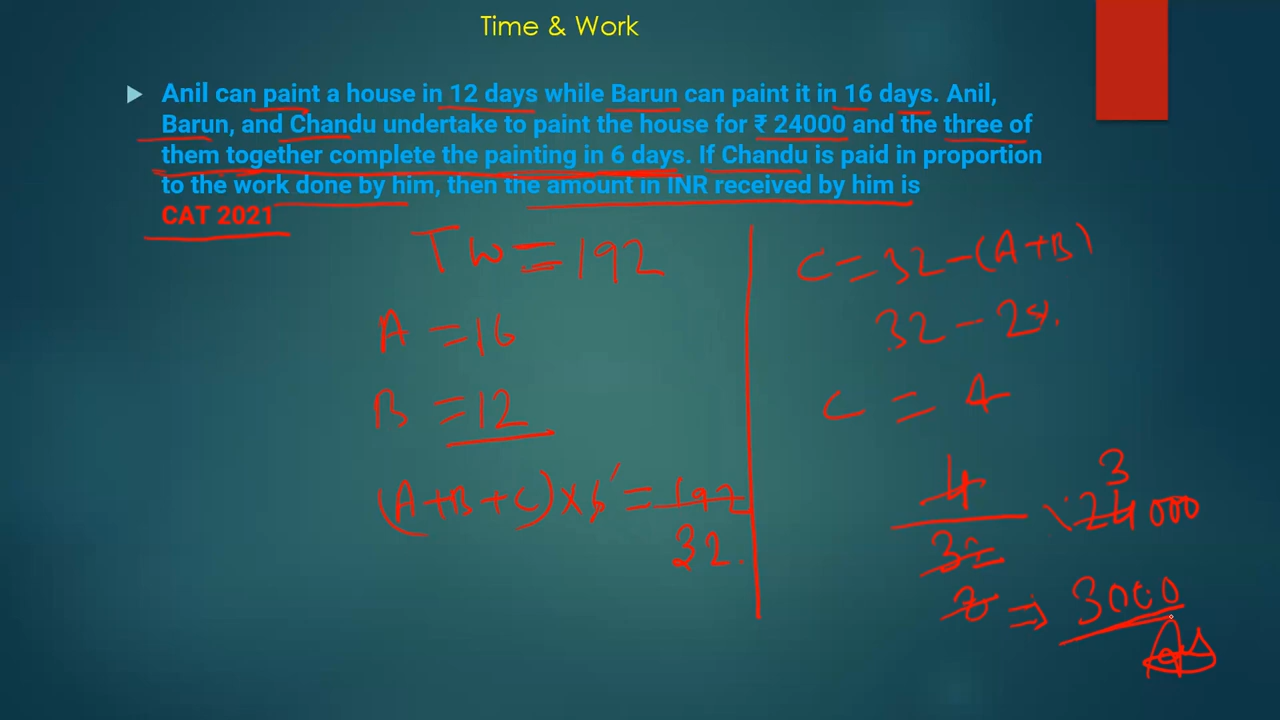 Time & Work
Anil can paint a house in 12 days while Barun can paint it in 16 days. Anil,
Barun, and Chandu undertake to paint the house for ₹ 24000 and the three of
them together complete the painting in 6 days. If Chandu is paid in proportion
to the work done by him, then the amount in INR received by him is
CAT 2021
TW = 192
A = 16
B = 12
(A+B+C) × 6 = 192
32
C = 32 - (A+B)
32 - 28
C = 4
3
4
24000
32
8 ⇒ 3000
Ans